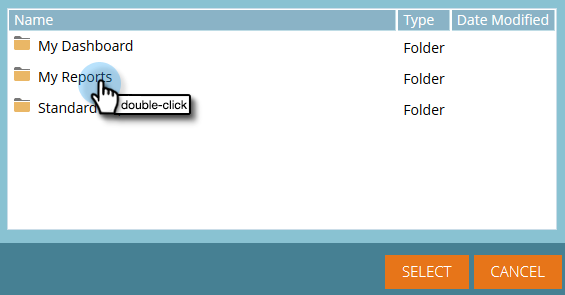 Name Type Date Modified
My Dashboard Folder
My Reports Folder
double-click
Standard Folder
SELECT CANCEL